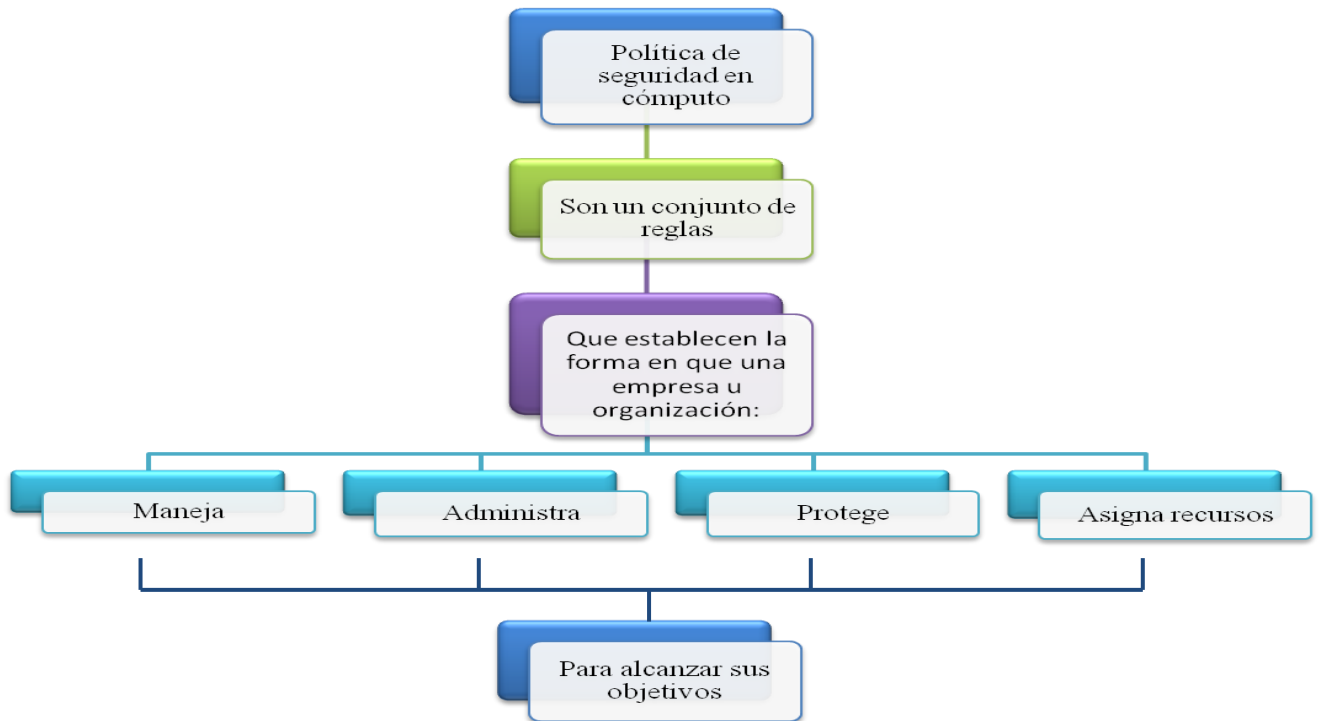 Política de
seguridad en
cómputo
Son un conjunto de
reglas
Que establecen la
forma en que una
empresa u
organización:
Maneja
Administra
Protege
Asigna recursos
Para alcanzar sus
objetivos